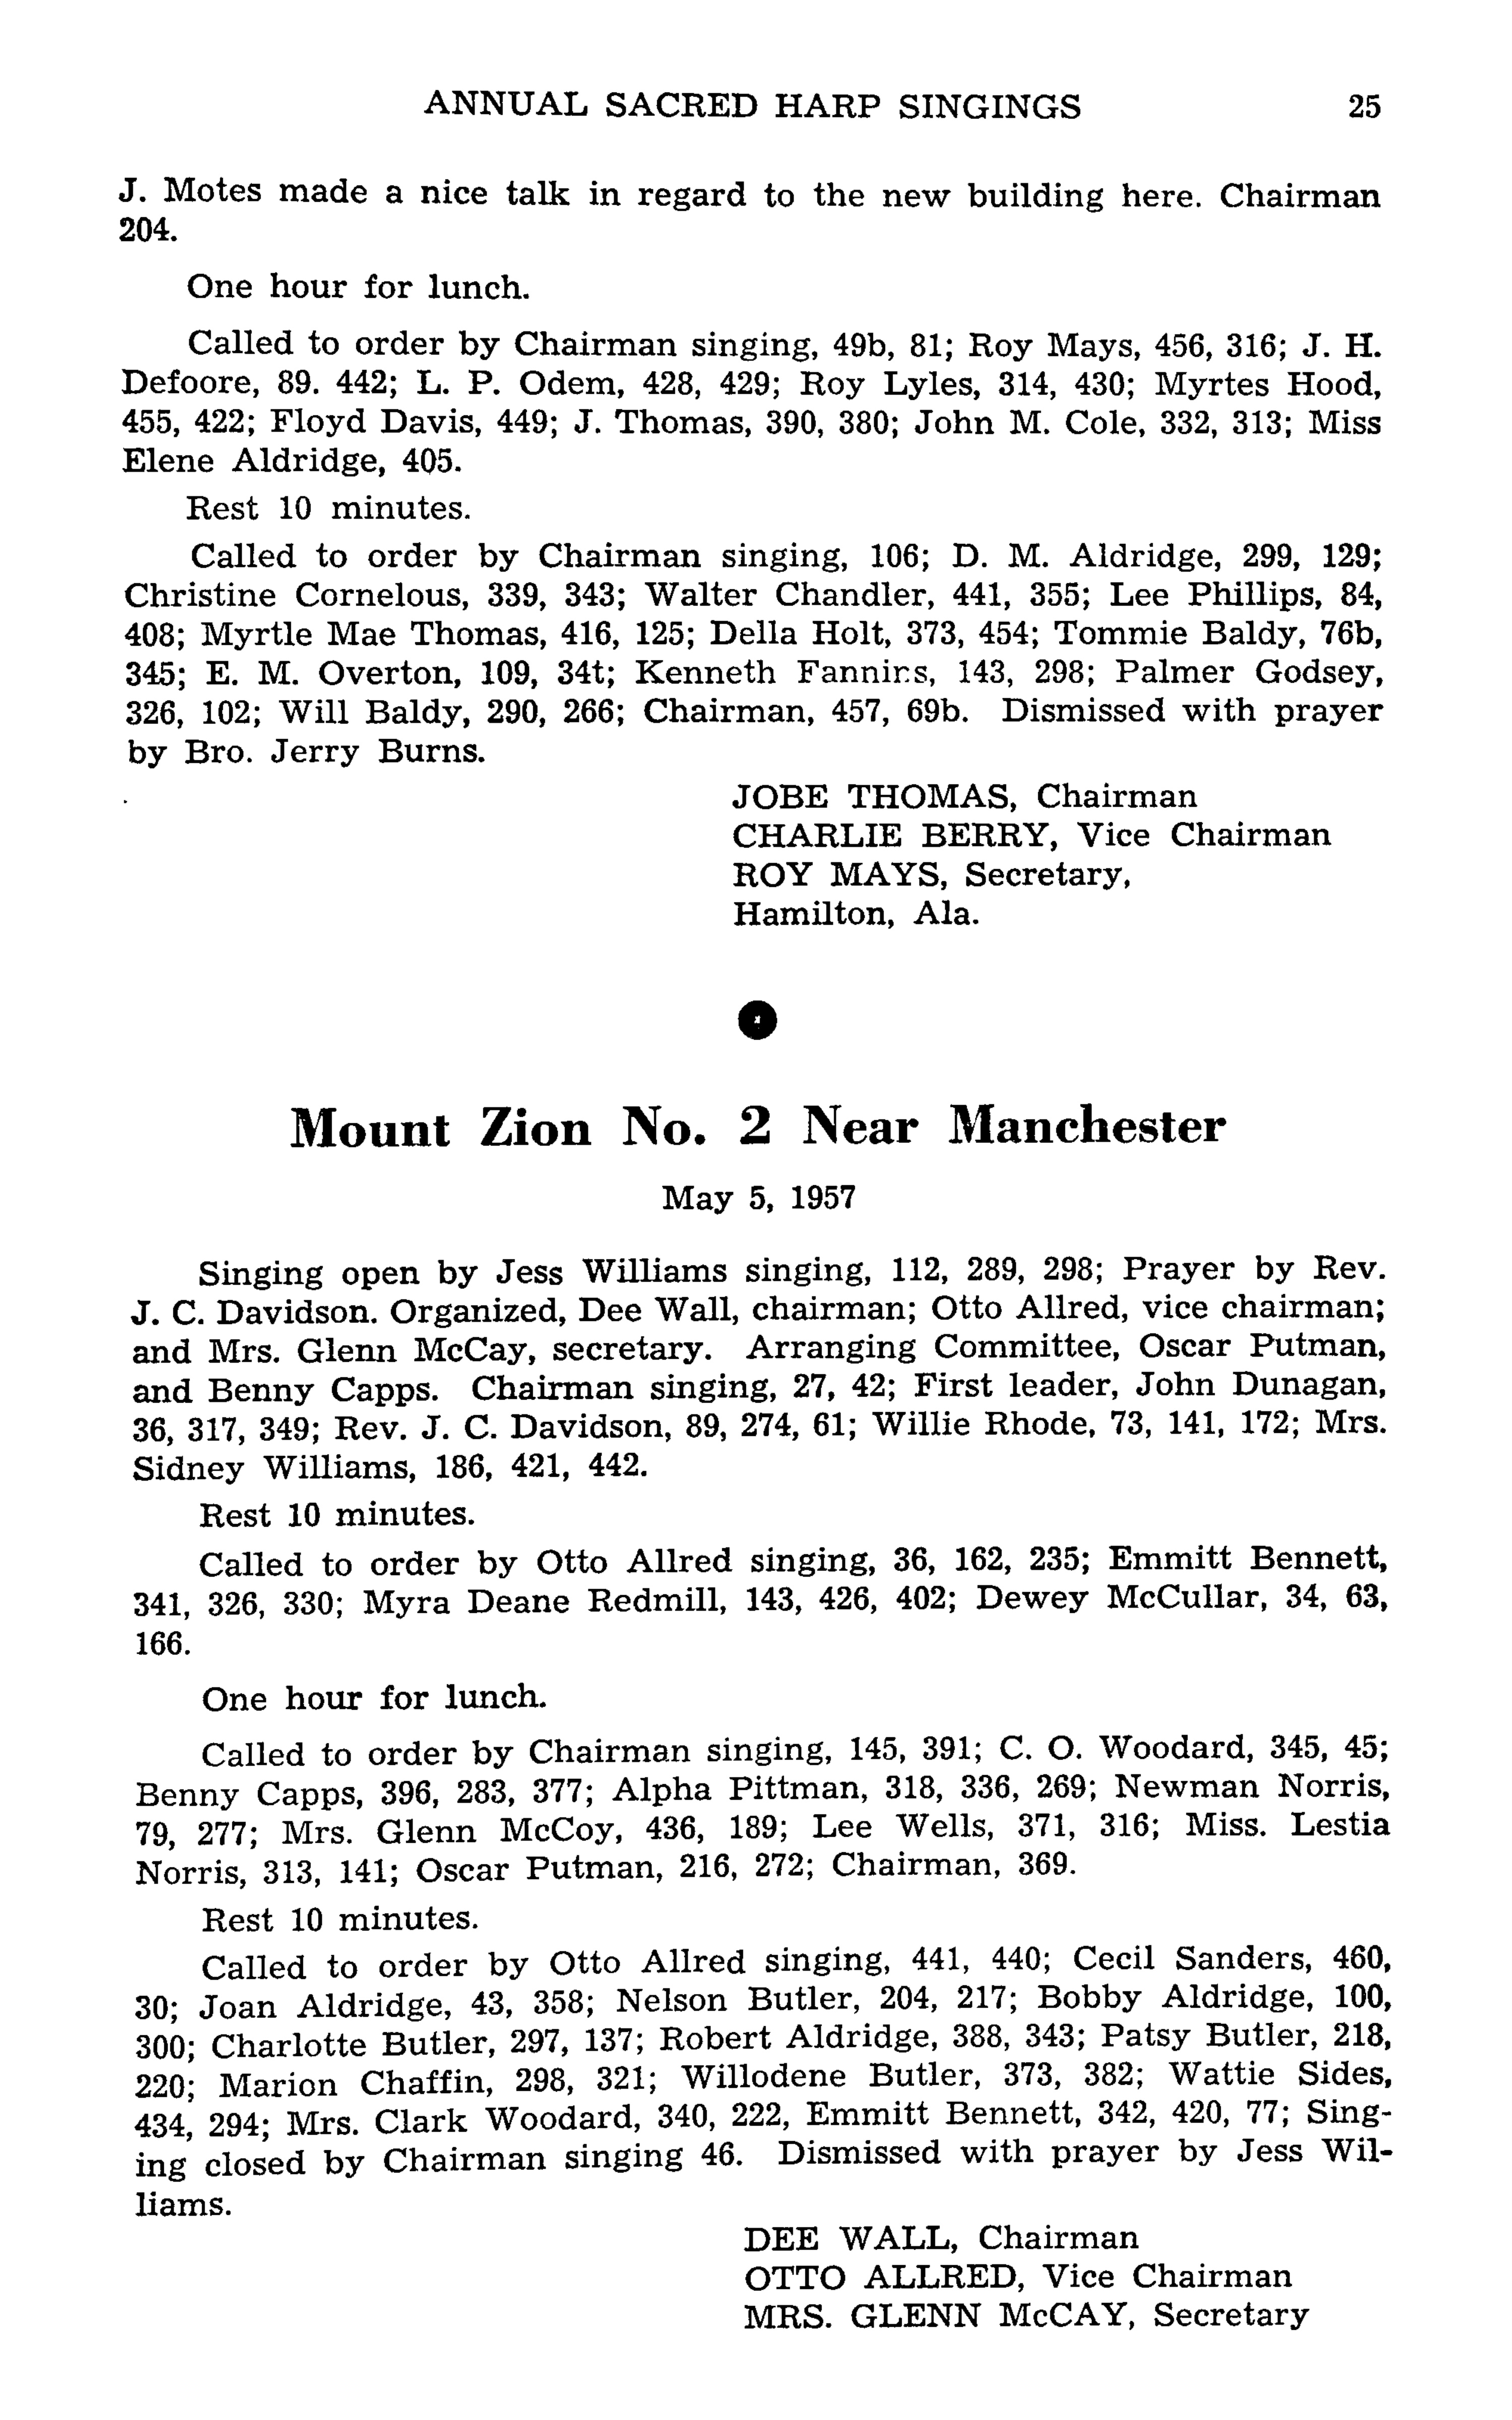 ANNUAL SACRED HARP SINGINGS 25
J. Motes made a nice talk in regard to the new building here. Chairman
204.
One hour for lunch.
Called to order by Chairman singing, 49b, 81; Roy Mays, 456, 316; J. H.
Defoore, 89. 442; L. P. Odem, 428, 429; Roy Lyles, 314, 430; Myrtes Hood,
455, 422; Floyd Davis, 449; J. Thomas, 390, 380; John M. Cole, 332, 313; Miss
Elene Aldridge, 405.
Rest 10 minutes.
Called to order by Chairman singing, 106; D. M. Aldridge, 299, 129;
Christine Cornelous, 339, 343; Walter Chandler, 441, 355; Lee Phillips, 84,
408; Myrtle Mae Thomas, 416, 125; Della Holt, 373, 454; Tommie Baldy, 76b,
345; E. M. Overton, 109, 34t; Kenneth Fannins, 143, 298; Palmer Godsey,
326, 102; Will Baldy, 290, 266; Chairman, 457, 69b. Dismissed with prayer
by Bro. Jerry Burns.
JOBE THOMAS, Chairman
CHARLIE BERRY, Vice Chairman
ROY MAYS, Secretary,
Hamilton, Ala.
Mount Zion No. 2 Near Manchester
May 5, 1957
Singing open by Jess Williams singing, 112, 289, 298; Prayer by Rev.
J. C. Davidson. Organized, Dee Wall, chairman; Otto Allred, vice chairman;
and Mrs. Glenn McCay, secretary. Arranging Committee, Oscar Putman,
and Benny Capps. Chairman singing, 27, 42; First leader, John Dunagan,
36, 317, 349; Rev. J. C. Davidson, 89, 274, 61; Willie Rhode, 73, 141, 172; Mrs.
Sidney Williams, 186, 421, 442.
Rest 10 minutes.
Called to order by Otto Allred singing, 36, 162, 235; Emmitt Bennett,
341, 326, 330; Myra Deane Redmill, 143, 426, 402; Dewey McCullar, 34, 63,
166.
One hour for lunch.
Called to order by Chairman singing, 145, 391; C. O. Woodard, 345, 45;
Benny Capps, 396, 283, 377; Alpha Pittman, 318, 336, 269; Newman Norris,
79, 277; Mrs. Glenn McCoy, 436, 189; Lee Wells, 371, 316; Miss. Lestia
Norris, 313, 141; Oscar Putman, 216, 272; Chairman, 369.
Rest 10 minutes.
Called to order by Otto Allred singing, 441, 440; Cecil Sanders, 460,
30; Joan Aldridge, 43, 358; Nelson Butler, 204, 217; Bobby Aldridge, 100,
300; Charlotte Butler, 297, 137; Robert Aldridge, 388, 343; Patsy Butler, 218,
220; Marion Chaffin, 298, 321; Willodene Butler, 373, 382; Wattie Sides,
434, 294; Mrs. Clark Woodard, 340, 222, Emmitt Bennett, 342, 420, 77; Sing-
ing closed by Chairman singing 46. Dismissed with prayer by Jess Wil-
liams.
DEE WALL, Chairman
OTTO ALLRED, Vice Chairman
MRS. GLENN McCAY, Secretary